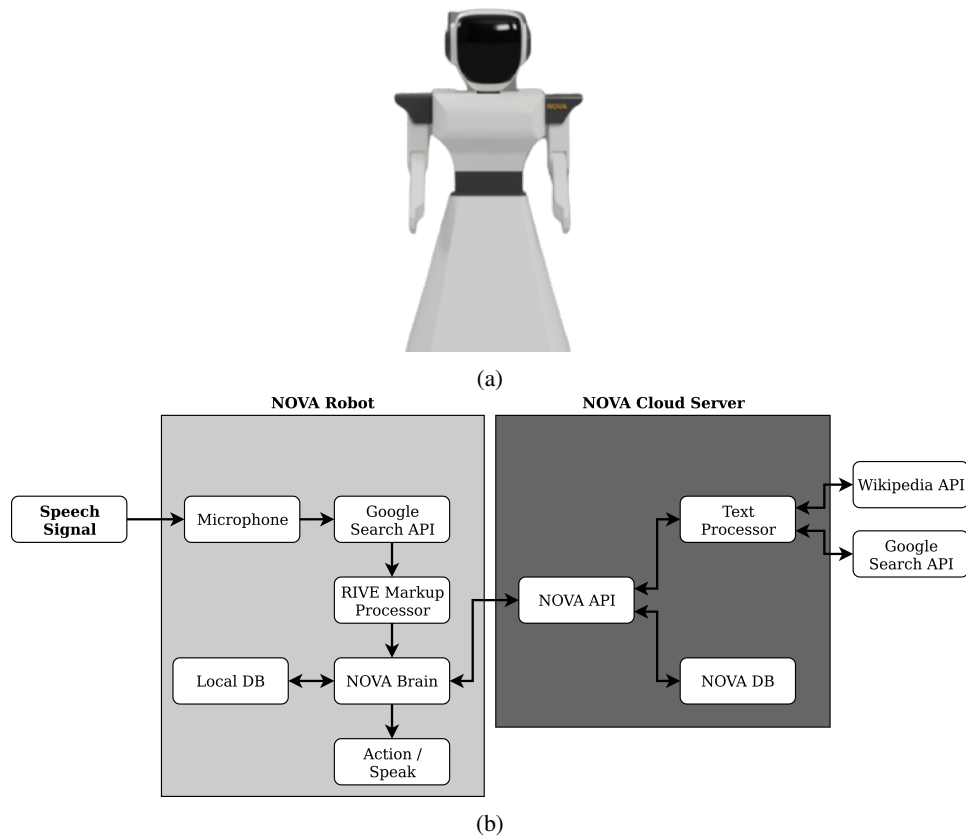 NOVA
(a)
NOVA Robot
NOVA Cloud Server
Speech
Signal
Microphone
Google
Search API
RIVE Markup
Processor
Local DB
NOVA Brain
Action /
Speak
NOVA API
Text
Processor
NOVA DB
Wikipedia API
Google
Search API
(b)